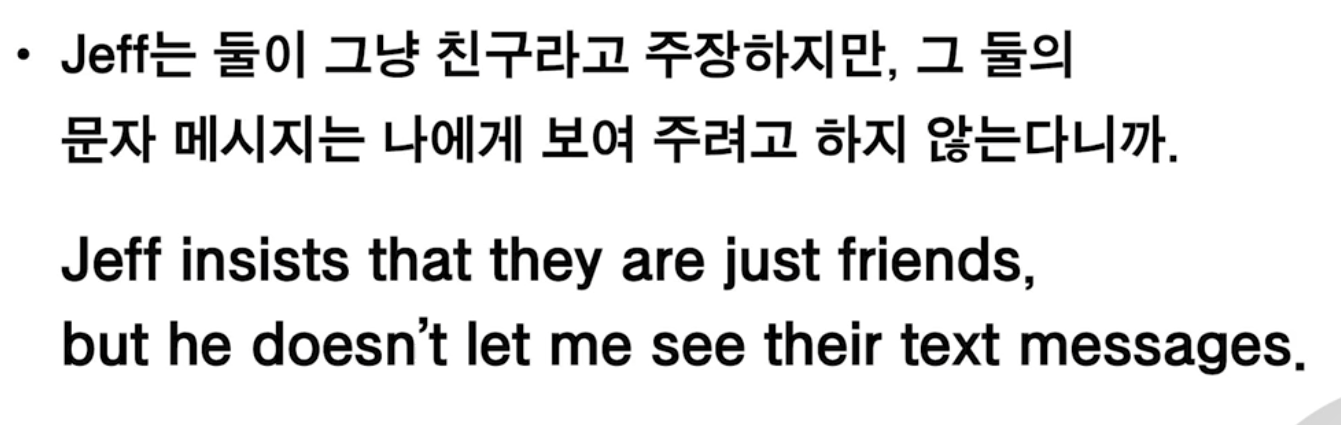 • Jeff는 둘이 그냥 친구라고 주장하지만, 그 둘의
문자 메시지는 나에게 보여 주려고 하지 않는다니까.
Jeff insists that they are just friends,
but he doesn’t let me see their text messages.